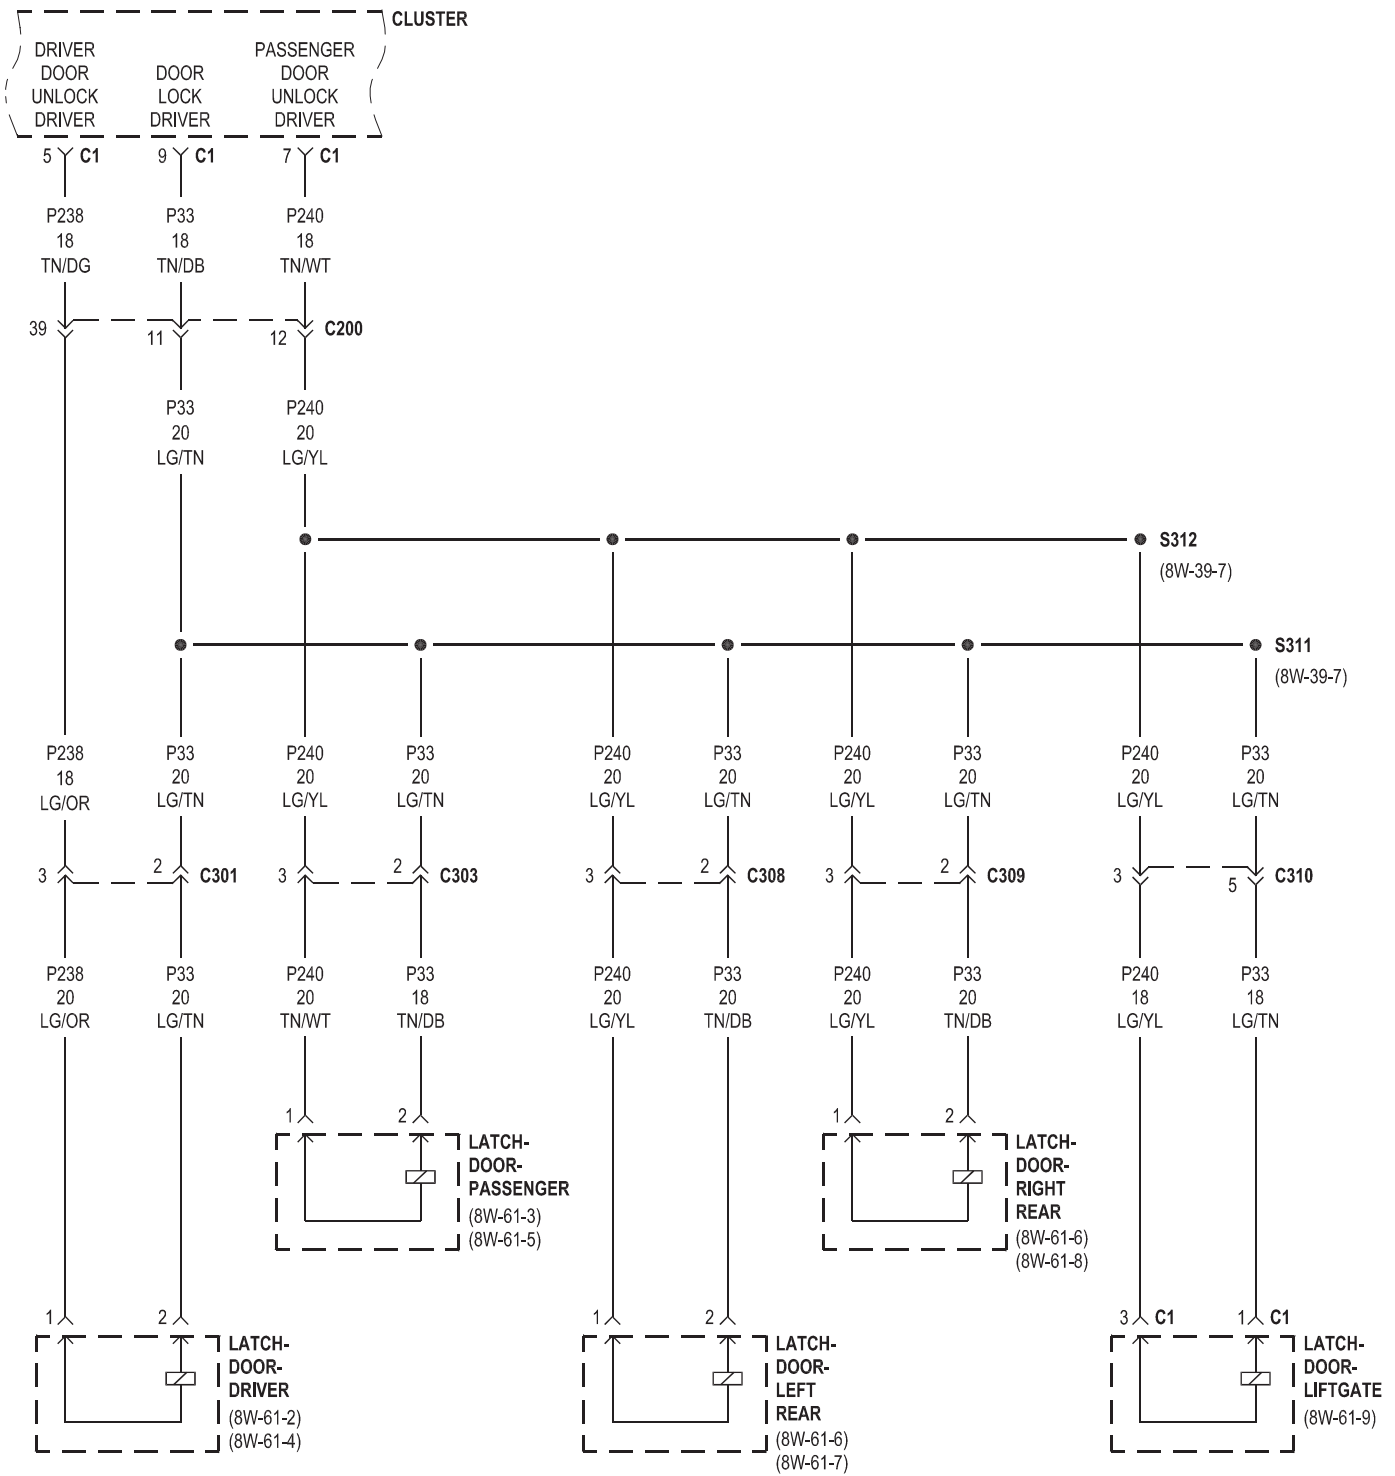 CLUSTER
DRIVER
DOOR
UNLOCK
DRIVER
DOOR
LOCK
DRIVER
PASSENGER
DOOR
UNLOCK
DRIVER
5 C1
9 C1
7 C1
P238
18
TN/DG
P33
18
TN/DB
P240
18
TN/WT
39
11
12
C200
P33
20
LG/TN
P240
20
LG/YL
S312
(8W-39-7)
S311
(8W-39-7)
P238
18
LG/OR
P33
20
LG/TN
P240
20
LG/YL
P33
20
LG/TN
P240
20
LG/YL
P33
20
LG/TN
P240
20
LG/YL
P33
20
LG/TN
P240
20
LG/YL
P33
20
LG/TN
3
2
C301
3
2
C303
3
2
C308
3
2
C309
3
5
C310
P238
20
LG/OR
P33
20
LG/TN
P240
20
TN/WT
P33
18
TN/DB
P240
20
LG/YL
P33
20
TN/DB
P240
20
LG/YL
P33
20
TN/DB
P240
18
LG/YL
P33
18
LG/TN
1
2
LATCH-
DOOR-
PASSENGER
(8W-61-3)
(8W-61-5)
1
2
LATCH-
DOOR-
RIGHT
REAR
(8W-61-6)
(8W-61-8)
1
2
LATCH-
DOOR-
DRIVER
(8W-61-2)
(8W-61-4)
1
2
LATCH-
DOOR-
LEFT
REAR
(8W-61-6)
(8W-61-7)
3 C1
1 C1
LATCH-
DOOR-
LIFTGATE
(8W-61-9)